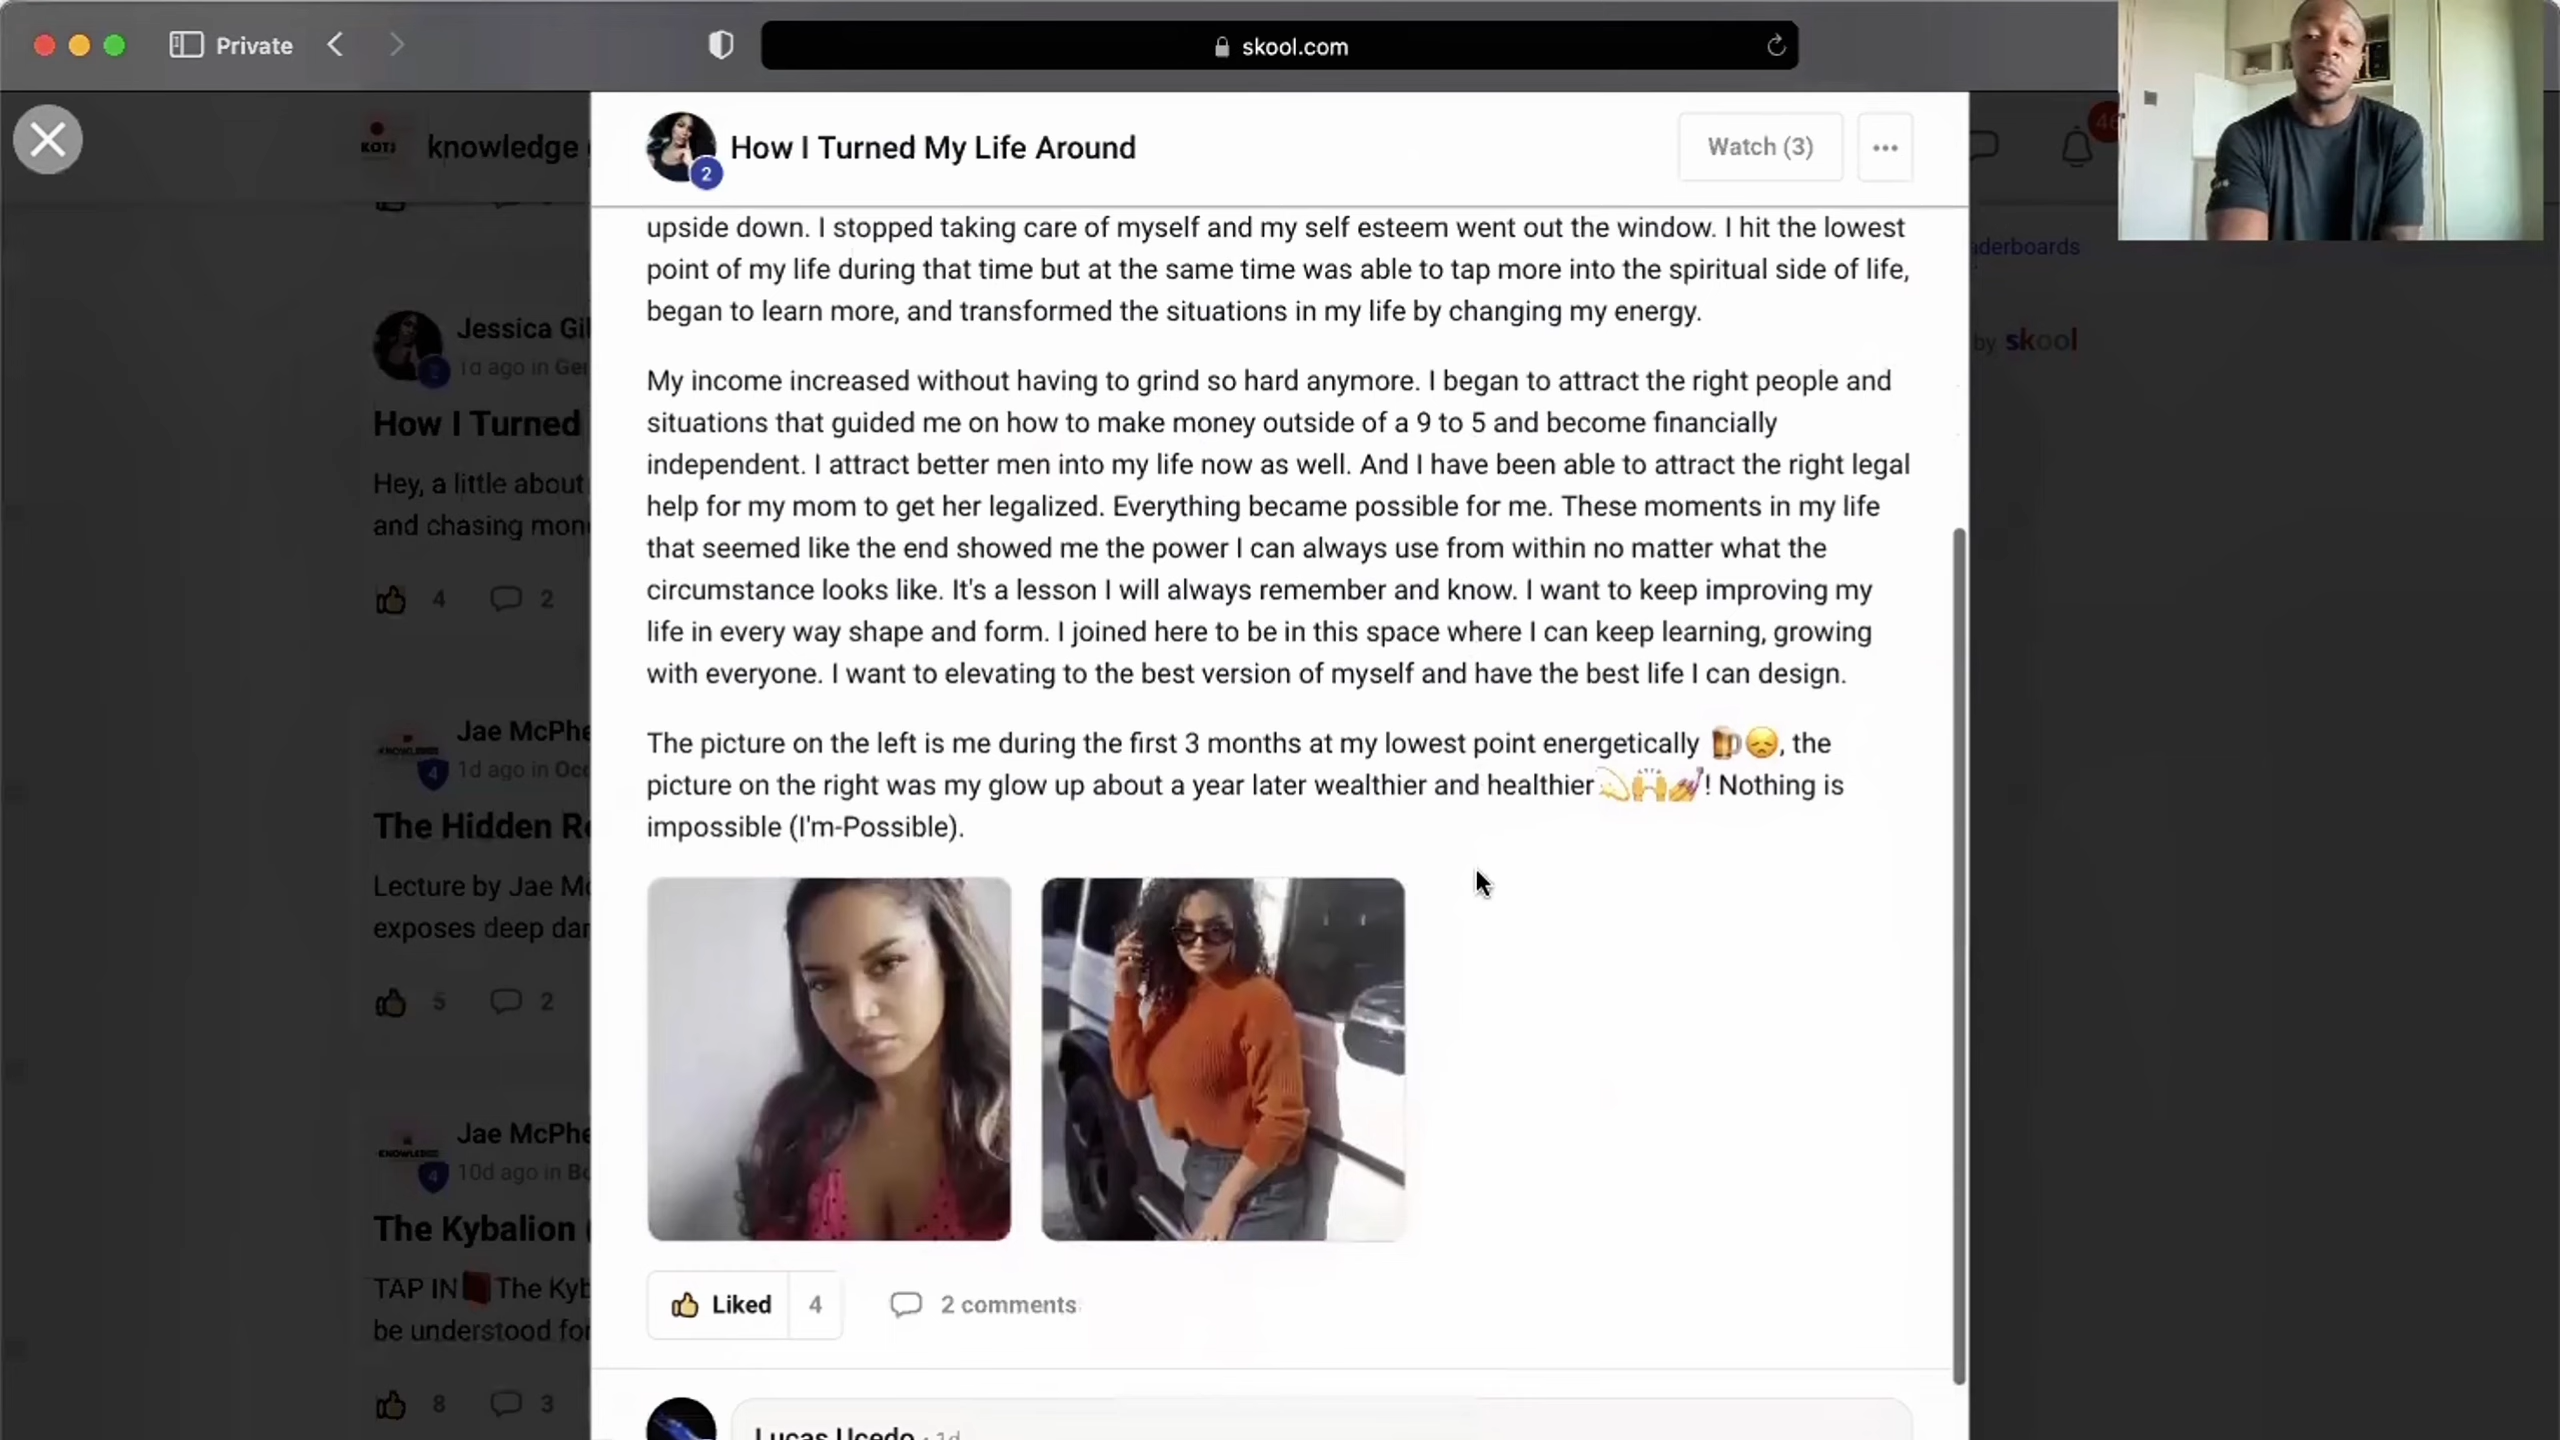 Private
skool.com
KOTS
knowledge
How I Turned My Life Around
2
Watch (3)
46
upside down. I stopped taking care of myself and my self esteem went out the window. I hit the lowest
point of my life during that time but at the same time was able to tap more into the spiritual side of life,
began to learn more, and transformed the situations in my life by changing my energy.
My income increased without having to grind so hard anymore. I began to attract the right people and
situations that guided me on how to make money outside of a 9 to 5 and become financially
independent. I attract better men into my life now as well. And I have been able to attract the right legal
help for my mom to get her legalized. Everything became possible for me. These moments in my life
that seemed like the end showed me the power I can always use from within no matter what the
circumstance looks like. It's a lesson I will always remember and know. I want to keep improving my
life in every way shape and form. I joined here to be in this space where I can keep learning, growing
with everyone. I want to elevating to the best version of myself and have the best life I can design.
The picture on the left is me during the first 3 months at my lowest point energetically 🍺😞, the
picture on the right was my glow up about a year later wealthier and healthier💫🙌💅! Nothing is
impossible (I'm-Possible).
Liked 4
2 comments
Lucas Ucedo · 1d
Jessica Gil
2
1d ago in Ge
How I Turned
Hey, a little about
and chasing mon
4 2
Jae McPhe
4
1d ago in Occ
The Hidden R
Lecture by Jae Mc
exposes deep dar
5 2
Jae McPhe
KNOWLEDGE
4
10d ago in B
The Kybalion
TAP IN📕The Kyb
be understood for
8 3
aderboards
by skool